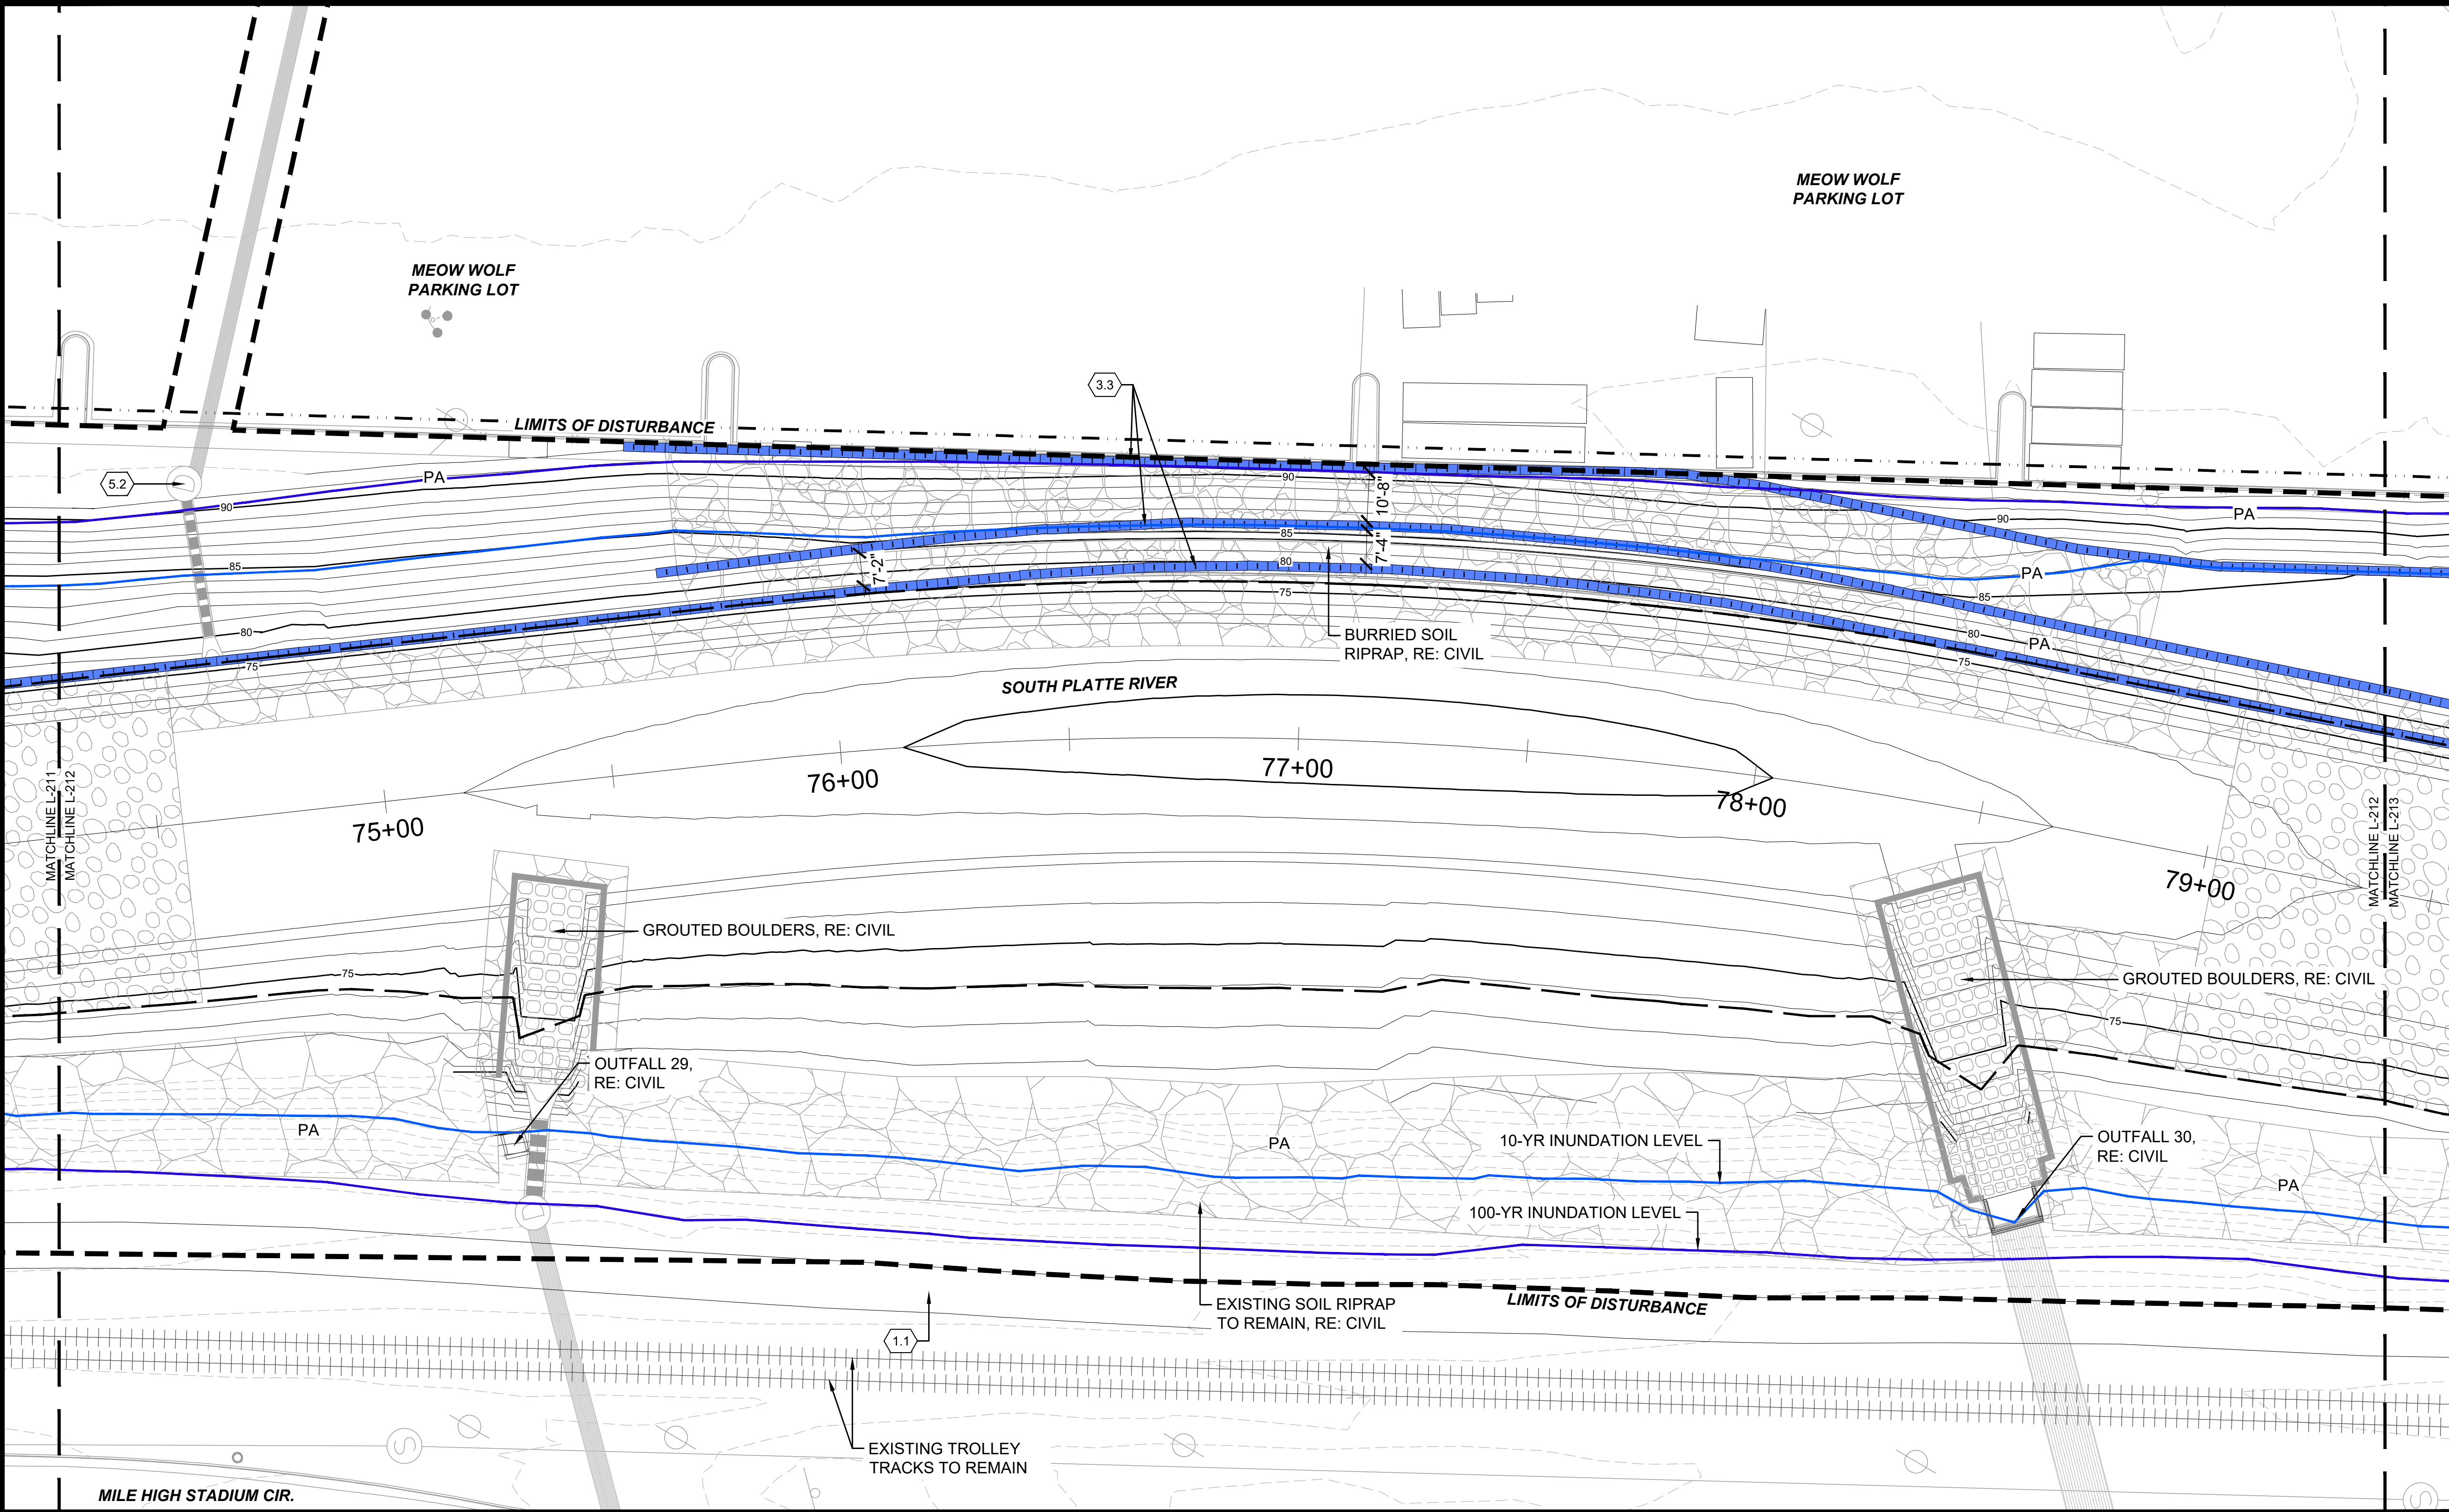 MEOW WOLF
PARKING LOT
MEOW WOLF
PARKING LOT
3.3
LIMITS OF DISTURBANCE
5.2
PA
90
90
10'-8"
90
PA
85
85
7'-4"
7'-2"
80
PA
85
80
75
75
80
PA
75
BURRIED SOIL
RIPRAP, RE: CIVIL
SOUTH PLATTE RIVER
75+00
76+00
77+00
78+00
79+00
MATCHLINE L-211
MATCHLINE L-212
MATCHLINE L-212
MATCHLINE L-213
GROUTED BOULDERS, RE: CIVIL
75
GROUTED BOULDERS, RE: CIVIL
75
OUTFALL 29,
RE: CIVIL
PA
PA
10-YR INUNDATION LEVEL
OUTFALL 30,
RE: CIVIL
PA
100-YR INUNDATION LEVEL
EXISTING SOIL RIPRAP
TO REMAIN, RE: CIVIL
LIMITS OF DISTURBANCE
1.1
EXISTING TROLLEY
TRACKS TO REMAIN
S
S
MILE HIGH STADIUM CIR.